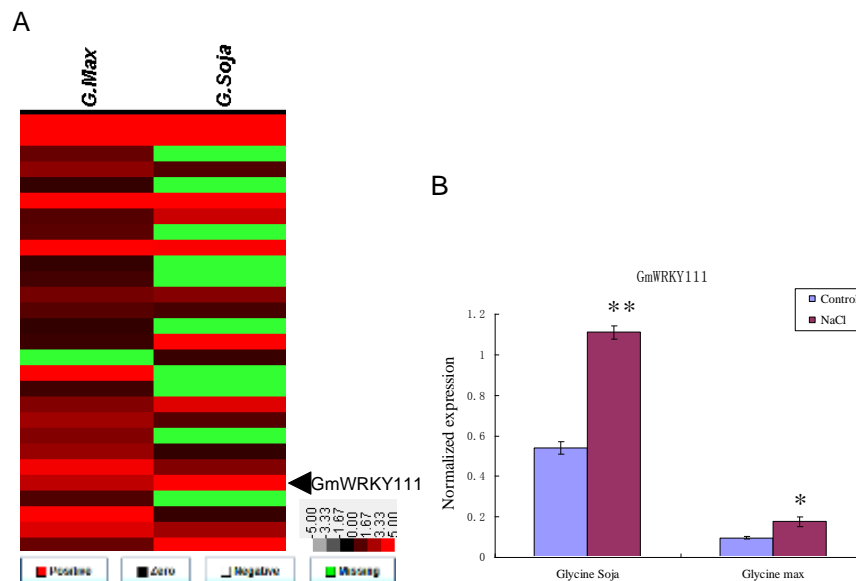 A
G.Max
G.Soja
GmWRKY111
-5.00
-3.33
-1.67
0.00
1.67
3.33
5.00
Positive
Zero
Negative
Missing
B
GmWRKY111
Control
NaCl
**
*
Normalized expression
1.2
1
0.8
0.6
0.4
0.2
0
Glycine Soja
Glycine max